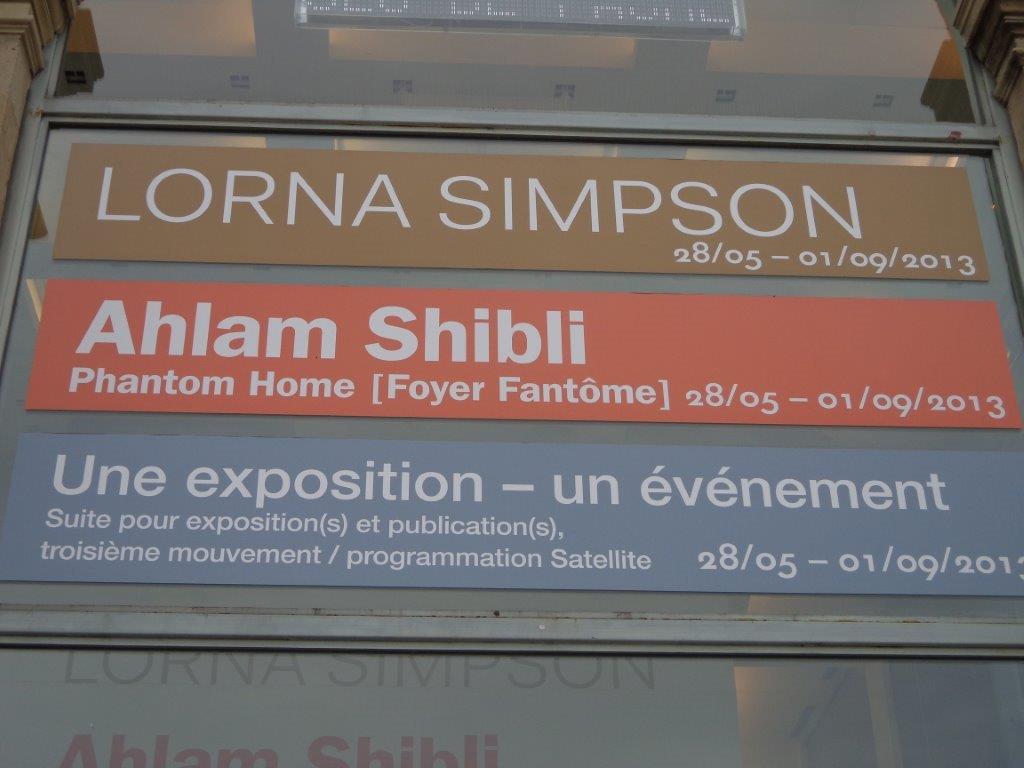 LORNA SIMPSON
28/05 – 01/09/2013
Ahlam Shibli
Phantom Home [Foyer Fantôme] 28/05 – 01/09/2013
Une exposition – un événement
Suite pour exposition(s) et publication(s),
troisième mouvement / programmation Satellite 28/05 – 01/09/2013
LORNA SIMPSON
Ahlam Shibli